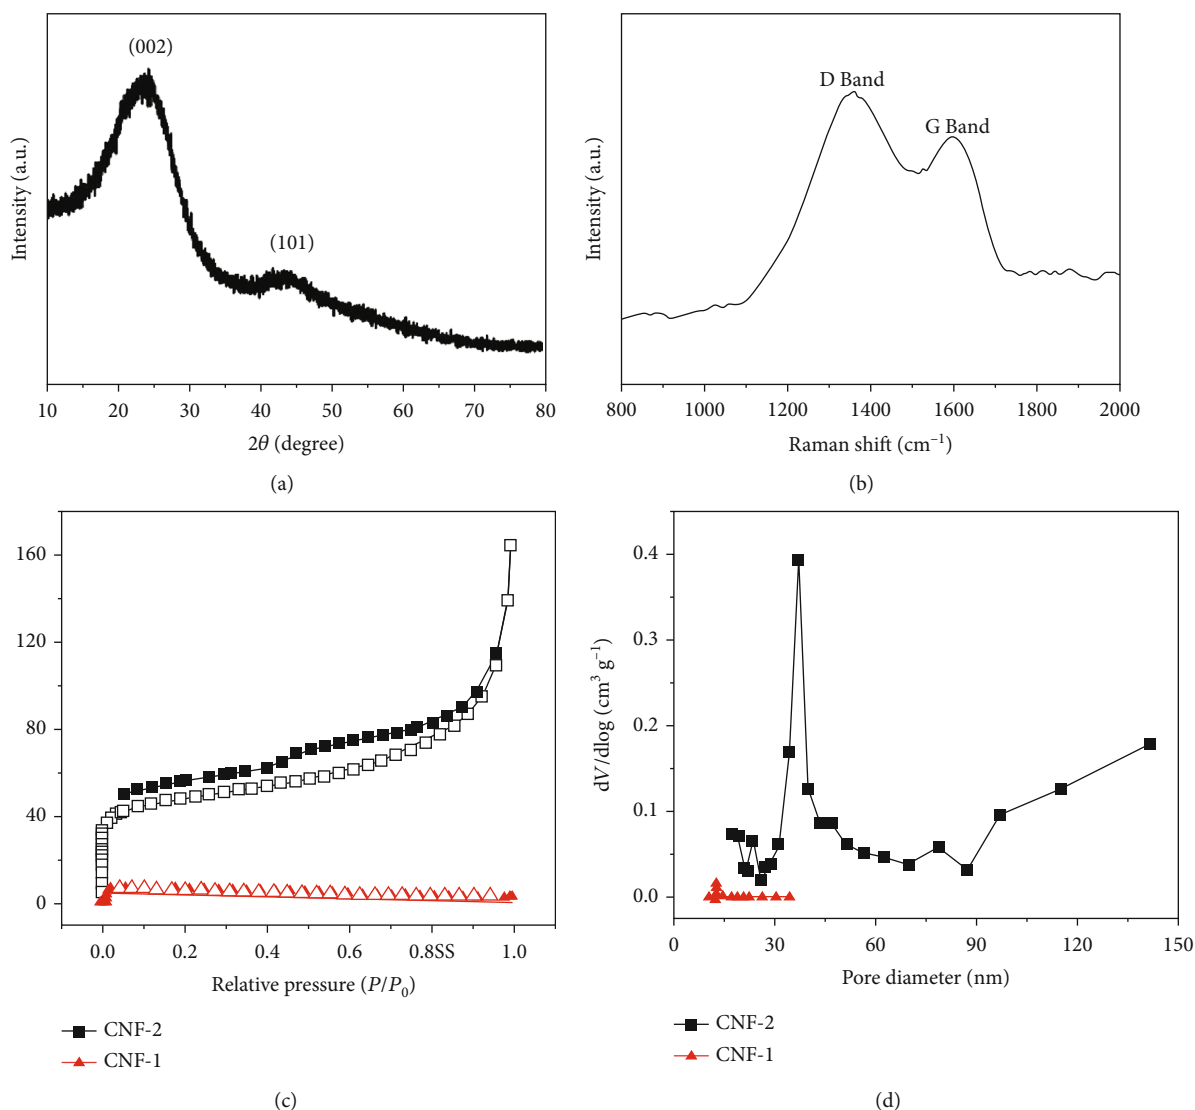 (002)
(101)
Intensity (a.u.)
10 20 30 40 50 60 70 80
2θ (degree)
(a)
D Band
G Band
Intensity (a.u.)
800 1000 1200 1400 1600 1800 2000
Raman shift (cm⁻¹)
(b)
160
120
80
40
0
0.0 0.2 0.4 0.6 0.8SS 1.0
Relative pressure (P/P₀)
CNF-2
CNF-1
(c)
dV/dlog (cm³ g⁻¹)
0.4
0.3
0.2
0.1
0.0
0 30 60 90 120 150
Pore diameter (nm)
CNF-2
CNF-1
(d)